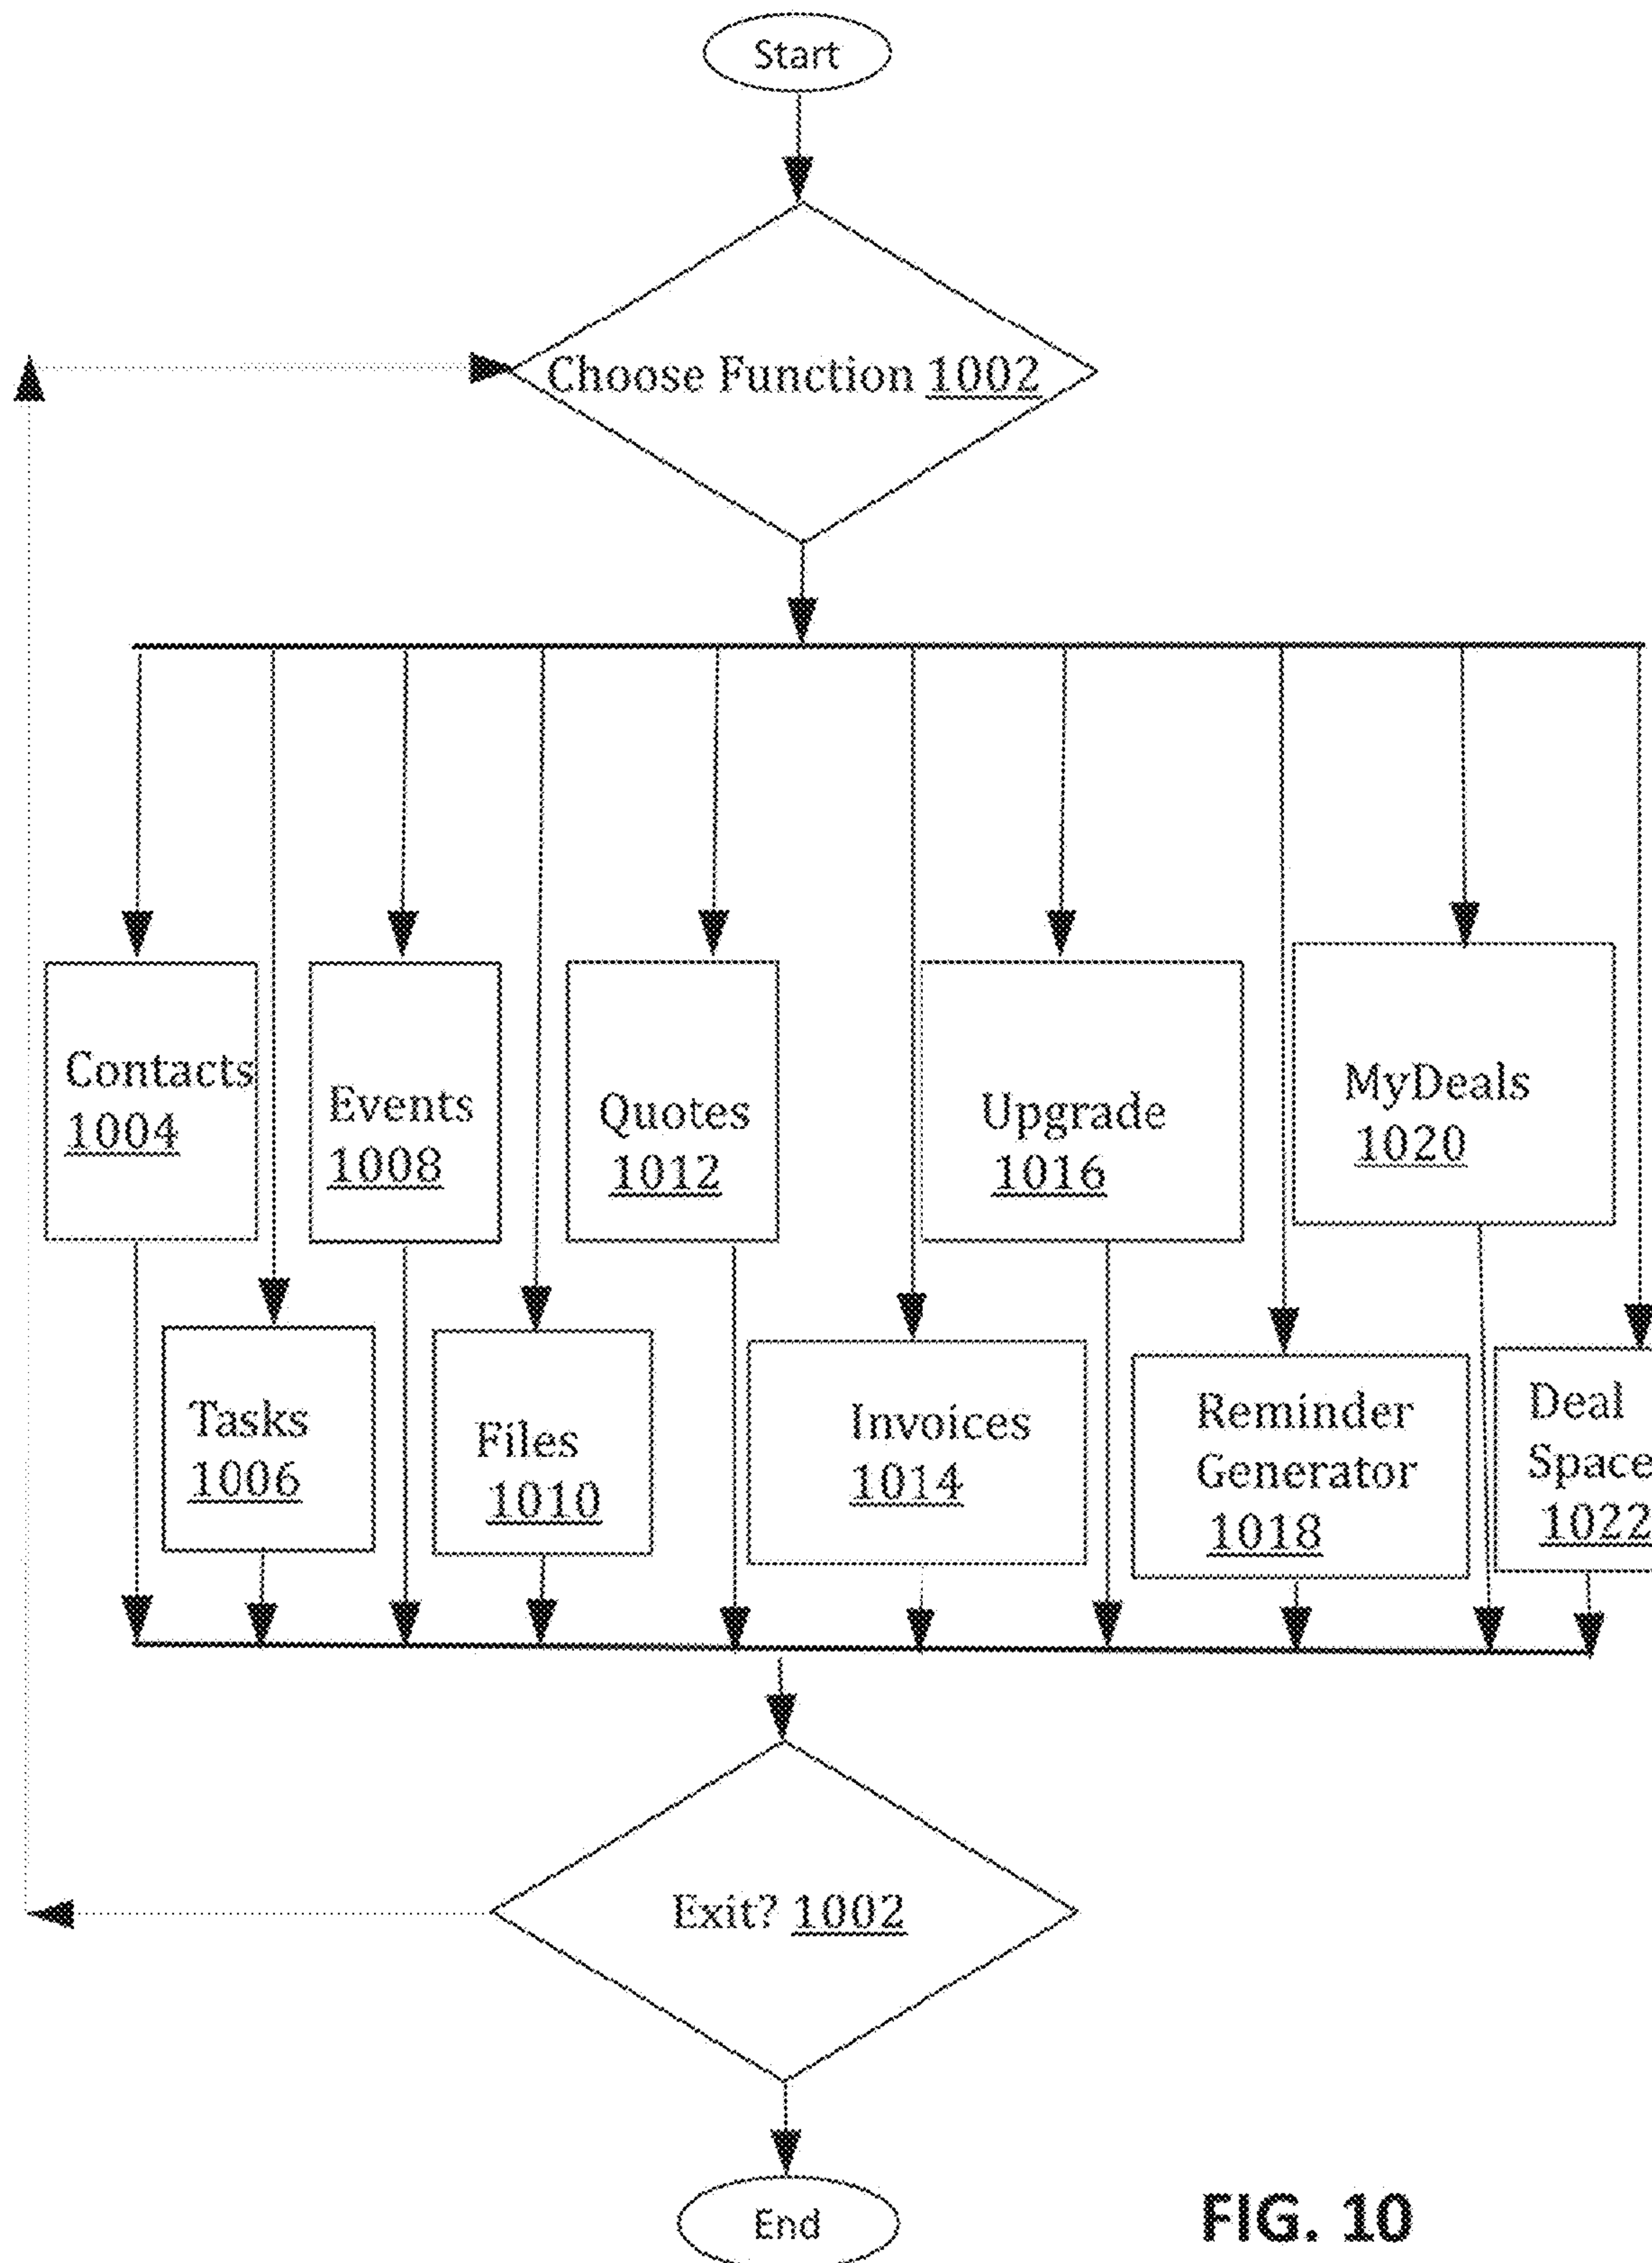 Start
Choose Function 1002
Contacts
1004
Events
1008
Quotes
1012
Upgrade
1016
MyDeals
1020
Tasks
1006
Files
1010
Invoices
1014
Reminder
Generator
1018
Deal
Space
1022
Exit? 1002
End
FIG. 10